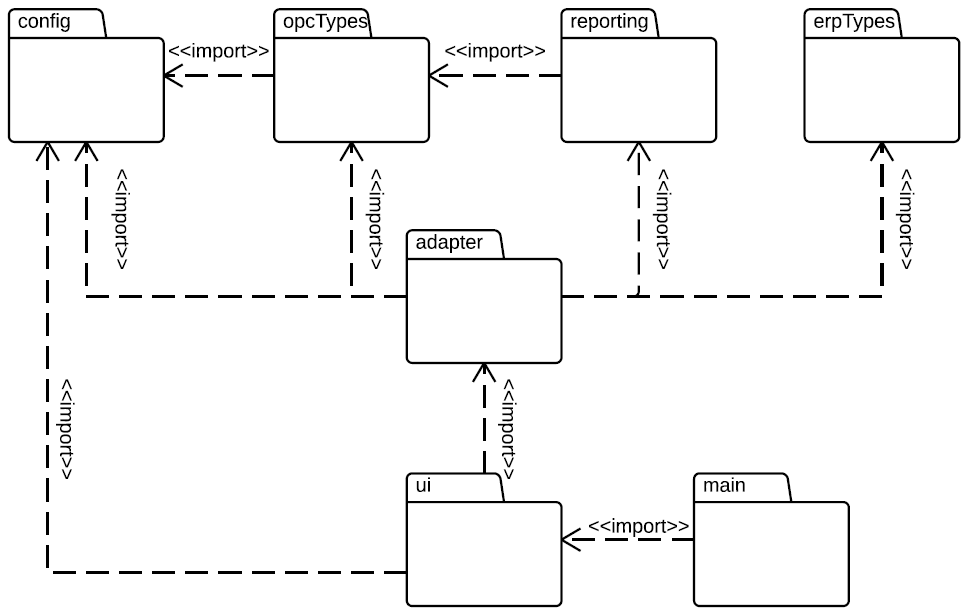 config
opcTypes
reporting
erpTypes
<<import>>
<<import>>
<<import>>
<<import>>
<<import>>
<<import>>
adapter
<<import>>
<<import>>
ui
main
<<import>>